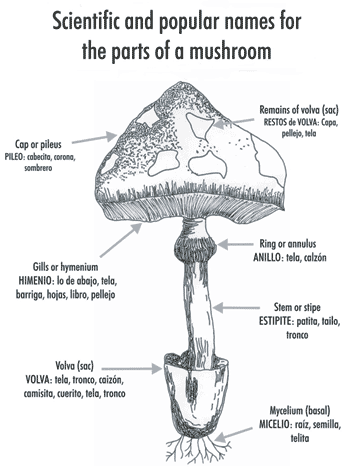 Scientific and popular names for
the parts of a mushroom
Remains of volva (sac)
RESTOS de VOLVA: Capa,
pellejo, tela
Cap or pileus
PILEO: cabecita, corona,
sombrero
Ring or annulus
ANILLO: tela, calzón
Gills or hymenium
HIMENIO: lo de abajo, tela,
barriga, hojas, libro, pellejo
Stem or stipe
ESTIPITE: patita, tailo,
tronco
Volva (sac)
VOLVA: tela, tronco, caizón,
camisita, cuerito, tela, tronco
Mycelium (basal)
MICELIO: raíz, semilla,
telita